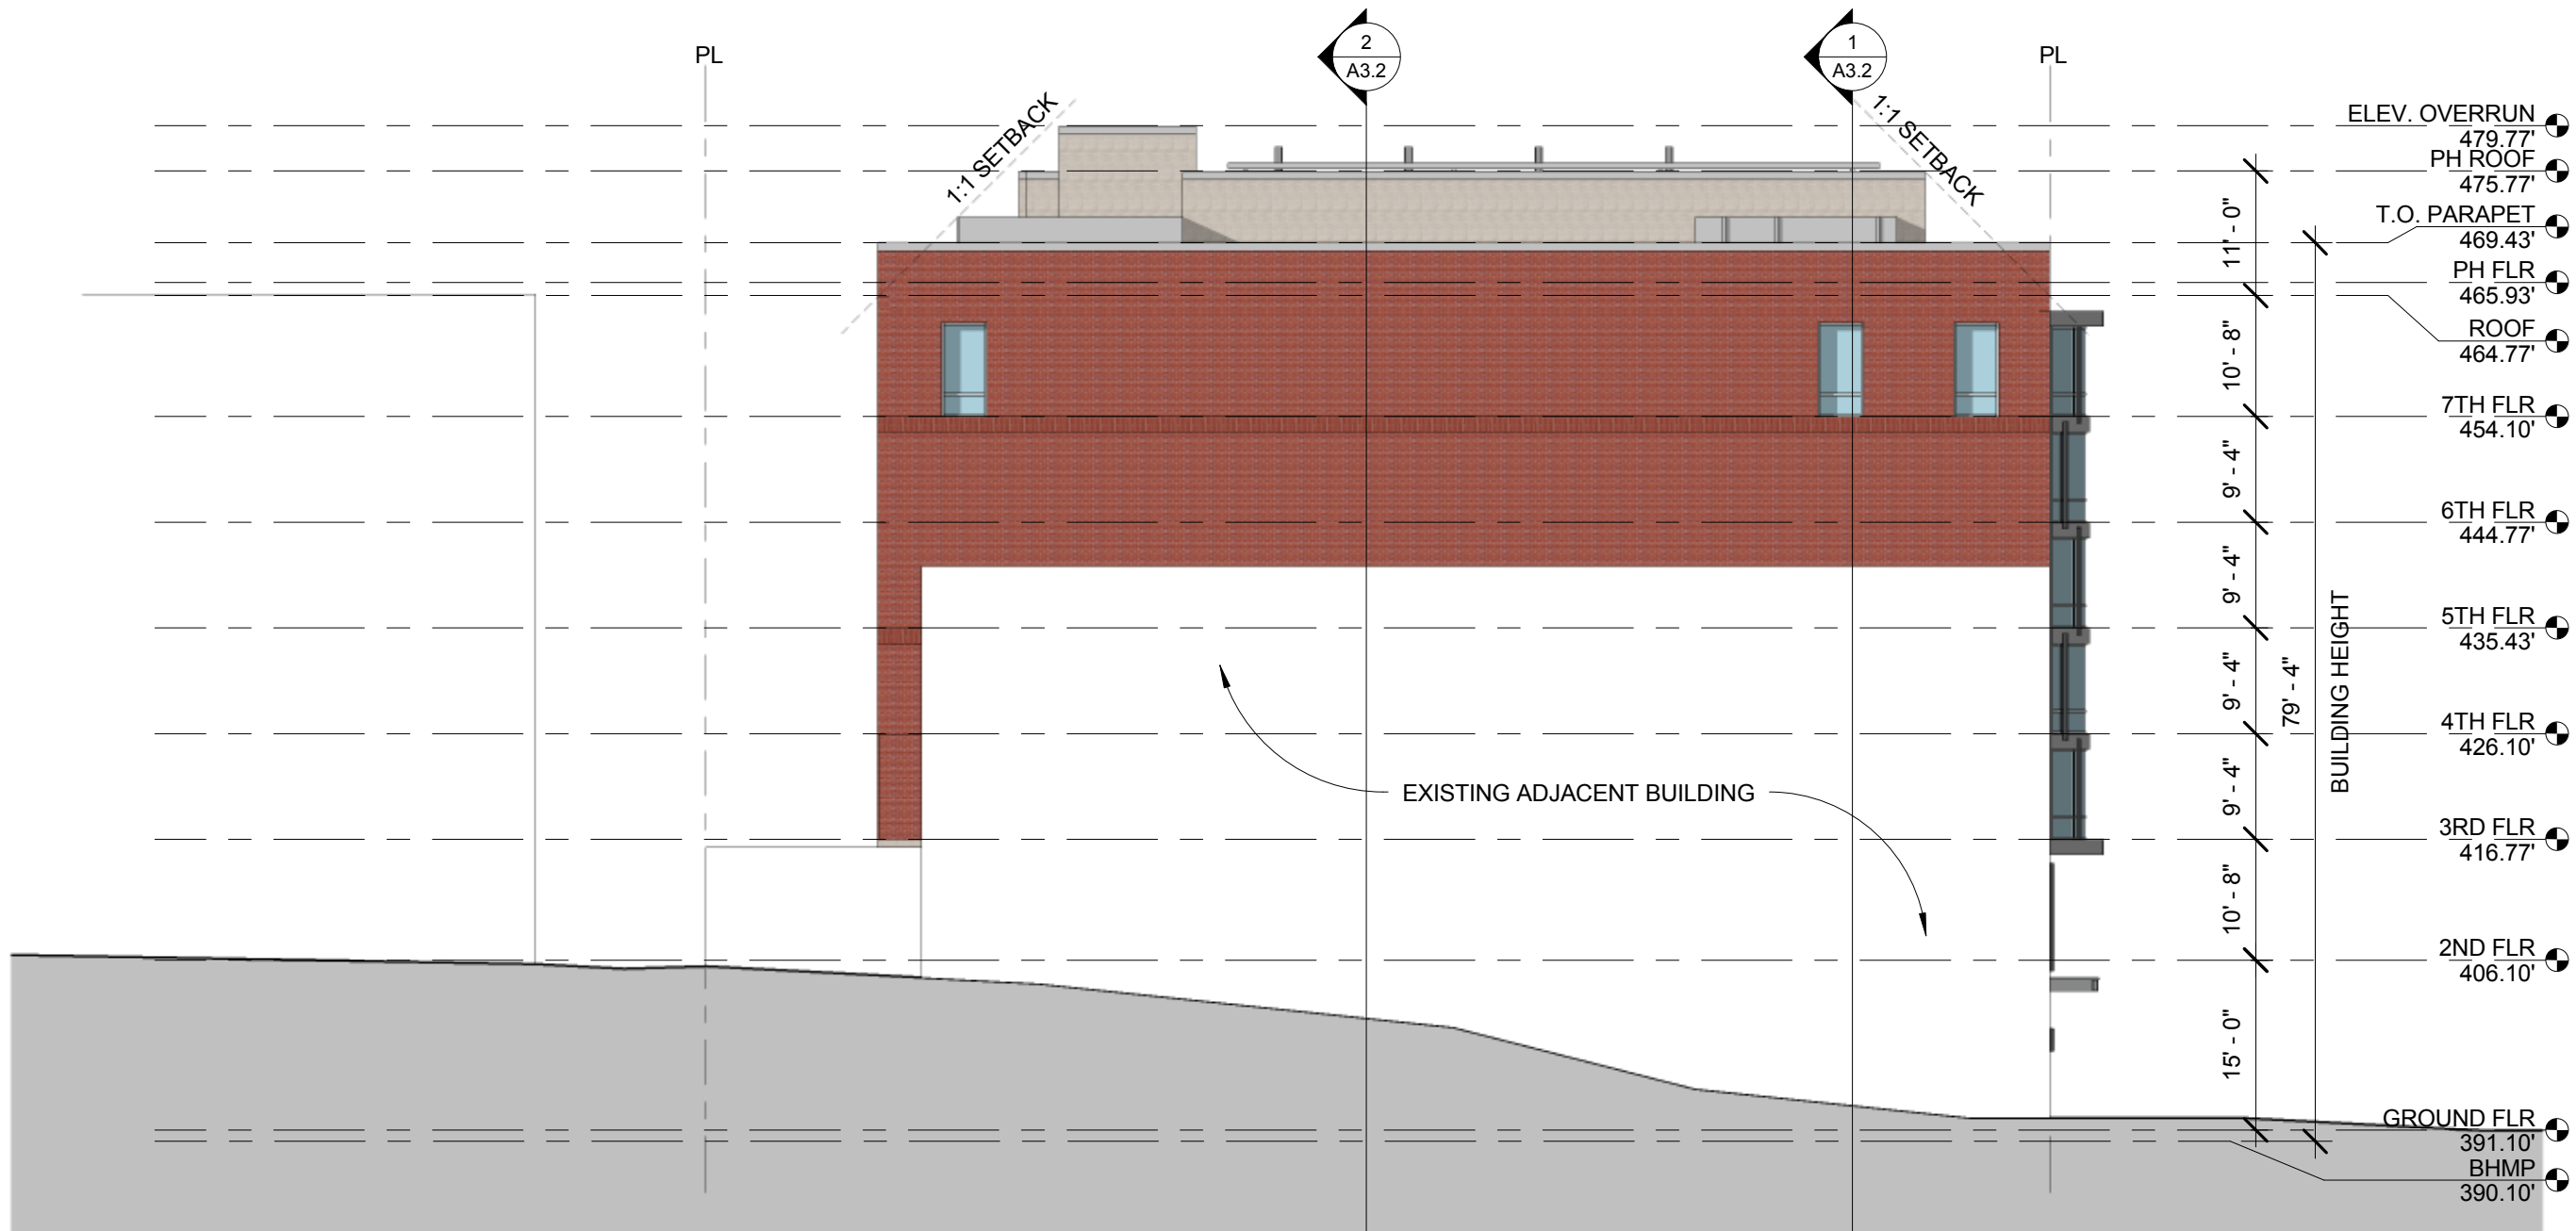 PL
2
A3.2
1
A3.2
PL
1:1 SETBACK
1:1 SETBACK
ELEV. OVERRUN
479.77'
PH ROOF
475.77'
T.O. PARAPET
469.43'
PH FLR
465.93'
ROOF
464.77'
7TH FLR
454.10'
6TH FLR
444.77'
5TH FLR
435.43'
4TH FLR
426.10'
3RD FLR
416.77'
2ND FLR
406.10'
GROUND FLR
391.10'
BHMP
390.10'
11' - 0"
10' - 8"
9' - 4"
9' - 4"
9' - 4"
9' - 4"
10' - 8"
15' - 0"
79' - 4"
BUILDING HEIGHT
EXISTING ADJACENT BUILDING